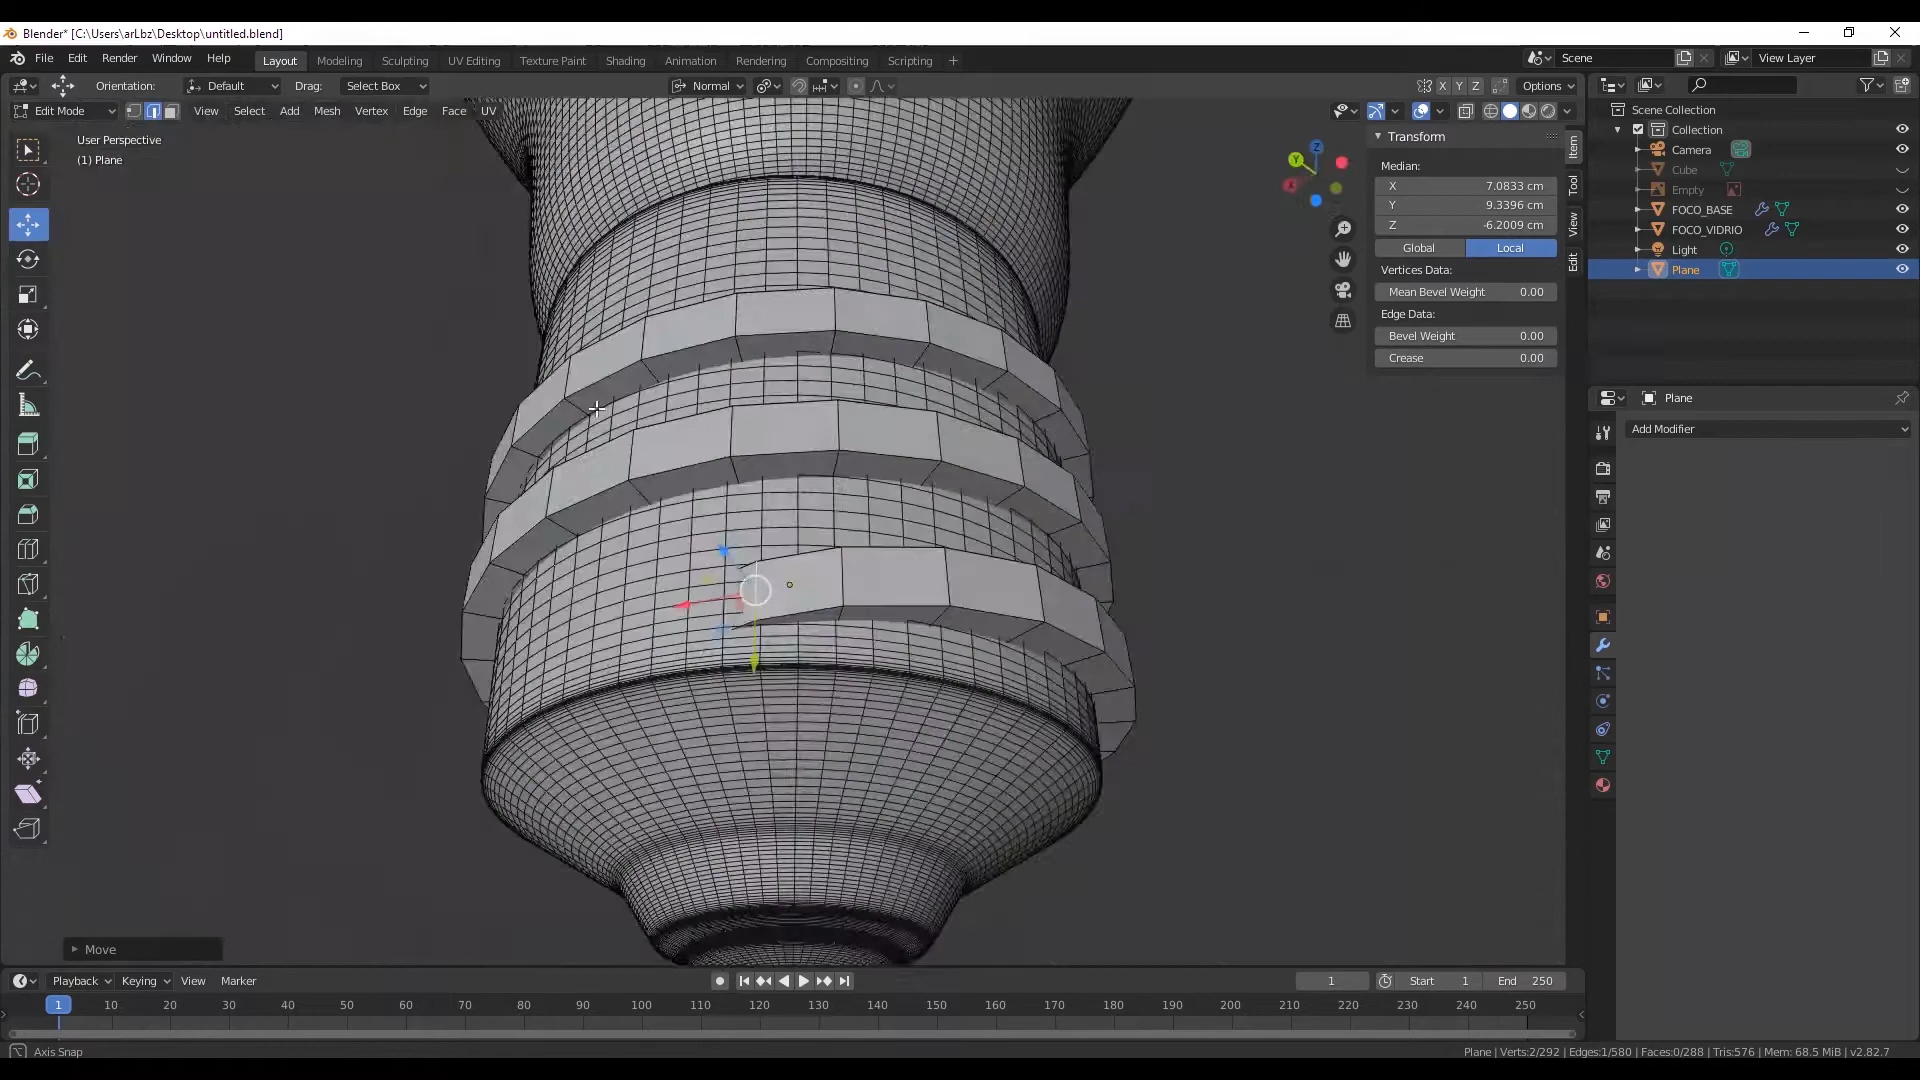 Blender* [C:\Users\arLbz\Desktop\untitled.blend]
File Edit Render Window Help Layout Modeling Sculpting UV Editing Texture Paint Shading Animation Rendering Compositing Scripting + Scene View Layer
Orientation: Default Drag: Select Box Normal X Y Z Options
Edit Mode View Select Add Mesh Vertex Edge Face UV
User Perspective
(1) Plane
Z
Y
X
Transform
Median:
X 7.0833 cm
Y 9.3396 cm
Z -6.2009 cm
Global Local
Vertices Data:
Mean Bevel Weight 0.00
Edge Data:
Bevel Weight 0.00
Crease 0.00
Item
Tool
View
Edit
Scene Collection
Collection
Camera
Cube
Empty
FOCO_BASE
FOCO_VIDRIO
Light
Plane
Plane
Add Modifier
Move
Playback Keying View Marker 1 Start 1 End 250
1 10 20 30 40 50 60 70 80 90 100 110 120 130 140 150 160 170 180 190 200 210 220 230 240 250
Axis Snap
Plane | Verts:2/292 | Edges:1/580 | Faces:0/288 | Tris:576 | Mem: 68.5 MiB | v2.82.7